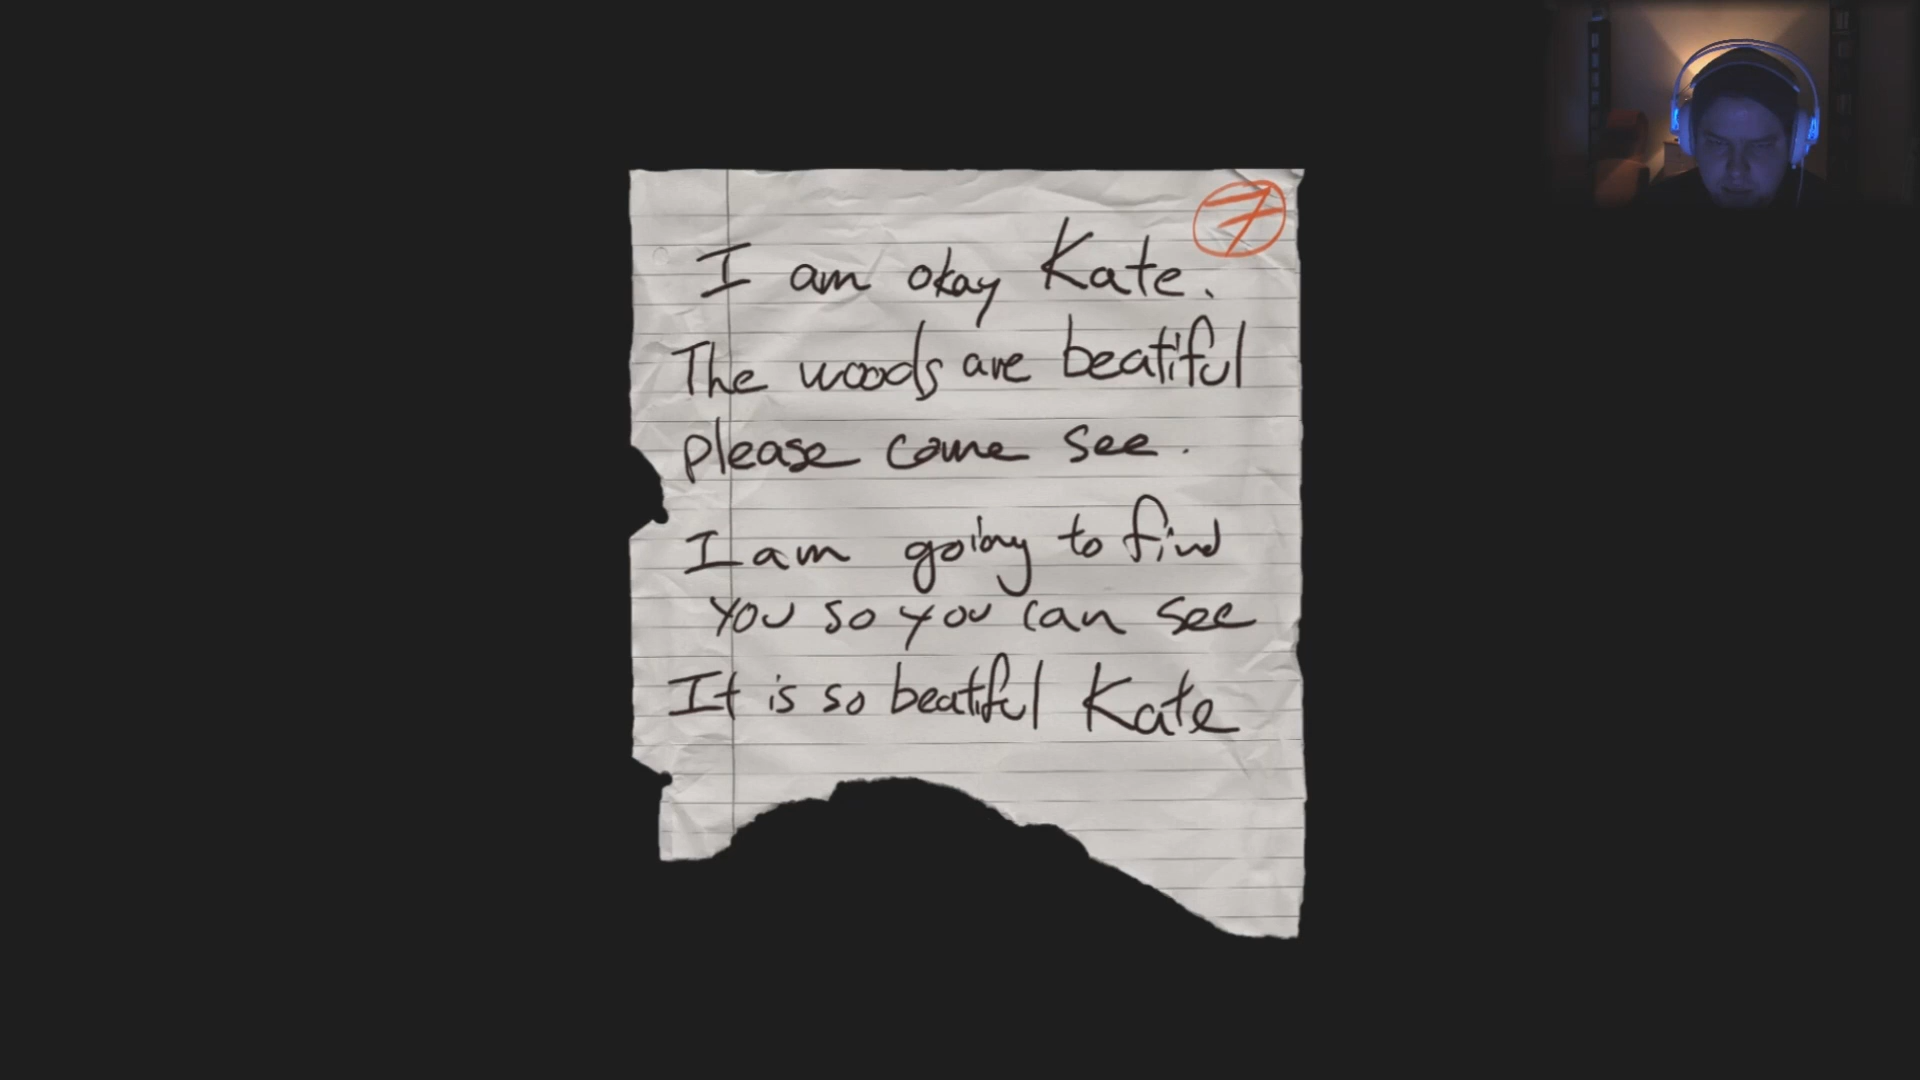 7
I am okay Kate.
The woods are beatiful
please come see.
I am going to find
you so you can see
It is so beatiful Kate